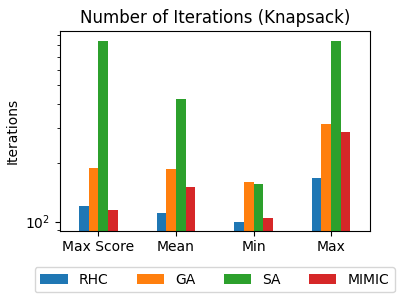 Number of Iterations (Knapsack)
Iterations
10²
Max Score Mean Min Max
RHC GA SA MIMIC